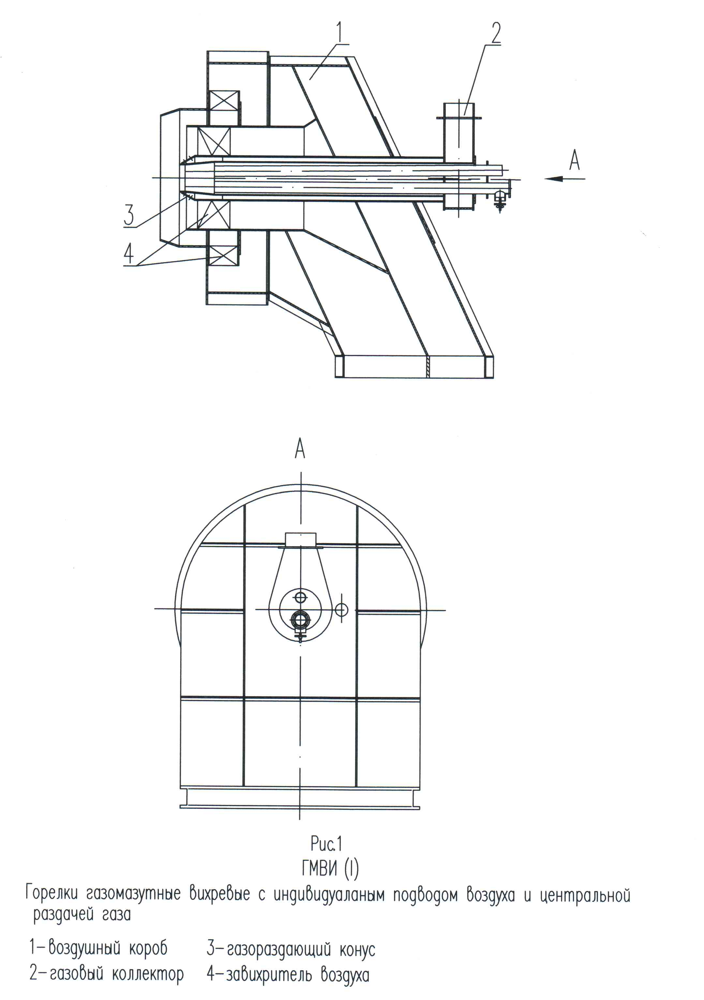 1
2
А
3
4
А
Рис.1
ГМВИ (I)
Горелки газомазутные вихревые с индивидуаланым подводом воздуха и центральной
раздачей газа
1-воздушный короб 3-газораздающий конус
2-газовый коллектор 4-завихритель воздуха